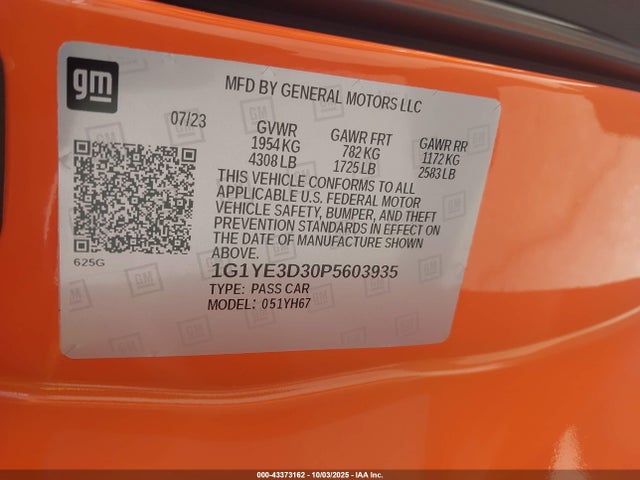 gm
MFD BY GENERAL MOTORS LLC
07/23
GVWR GAWR FRT GAWR RR
1954 KG 782 KG 1172 KG
4308 LB 1725 LB 2583 LB
THIS VEHICLE CONFORMS TO ALL
APPLICABLE U.S. FEDERAL MOTOR
VEHICLE SAFETY, BUMPER, AND THEFT
PREVENTION STANDARDS IN EFFECT ON
THE DATE OF MANUFACTURE SHOWN
ABOVE.
625G
1G1YE3D30P5603935
TYPE: PASS CAR
MODEL: 051YH67
000-43373162 - 10/03/2025 - IAA Inc.